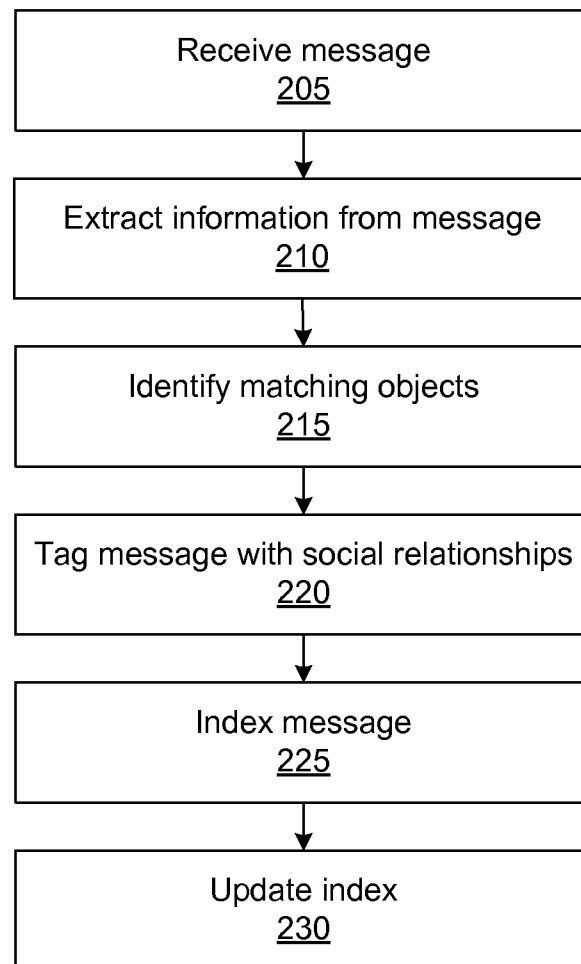 Receive message
205
Extract information from message
210
Identify matching objects
215
Tag message with social relationships
220
Index message
225
Update index
230